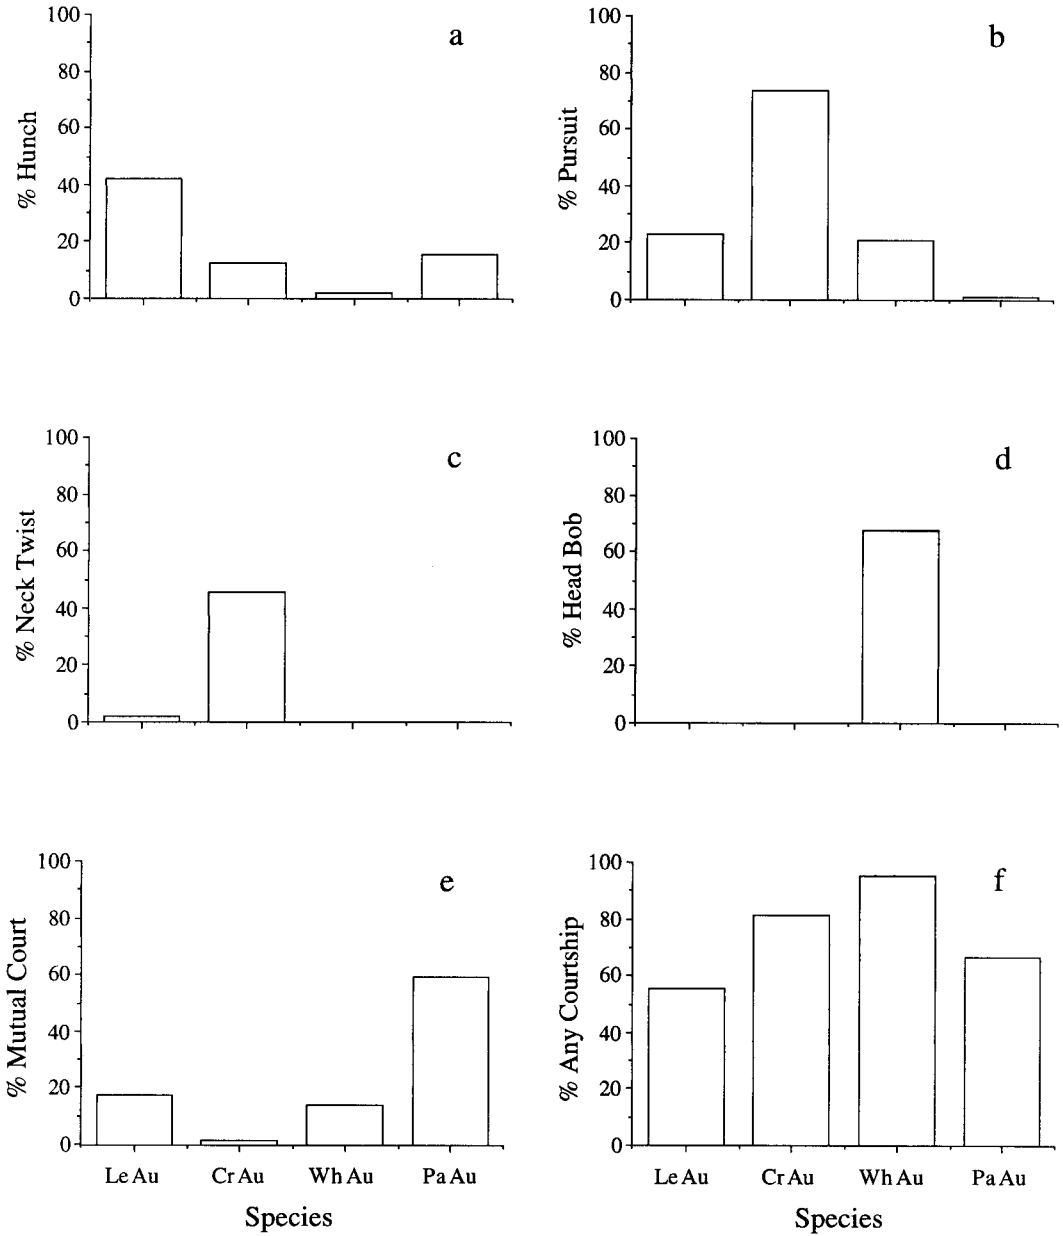 a
% Hunch
100
80
60
40
20
0
b
% Pursuit
100
80
60
40
20
0
c
% Neck Twist
100
80
60
40
20
0
d
% Head Bob
100
80
60
40
20
0
e
% Mutual Court
100
80
60
40
20
0
Le Au Cr Au Wh Au Pa Au
Species
f
% Any Courtship
100
80
60
40
20
0
Le Au Cr Au Wh Au Pa Au
Species